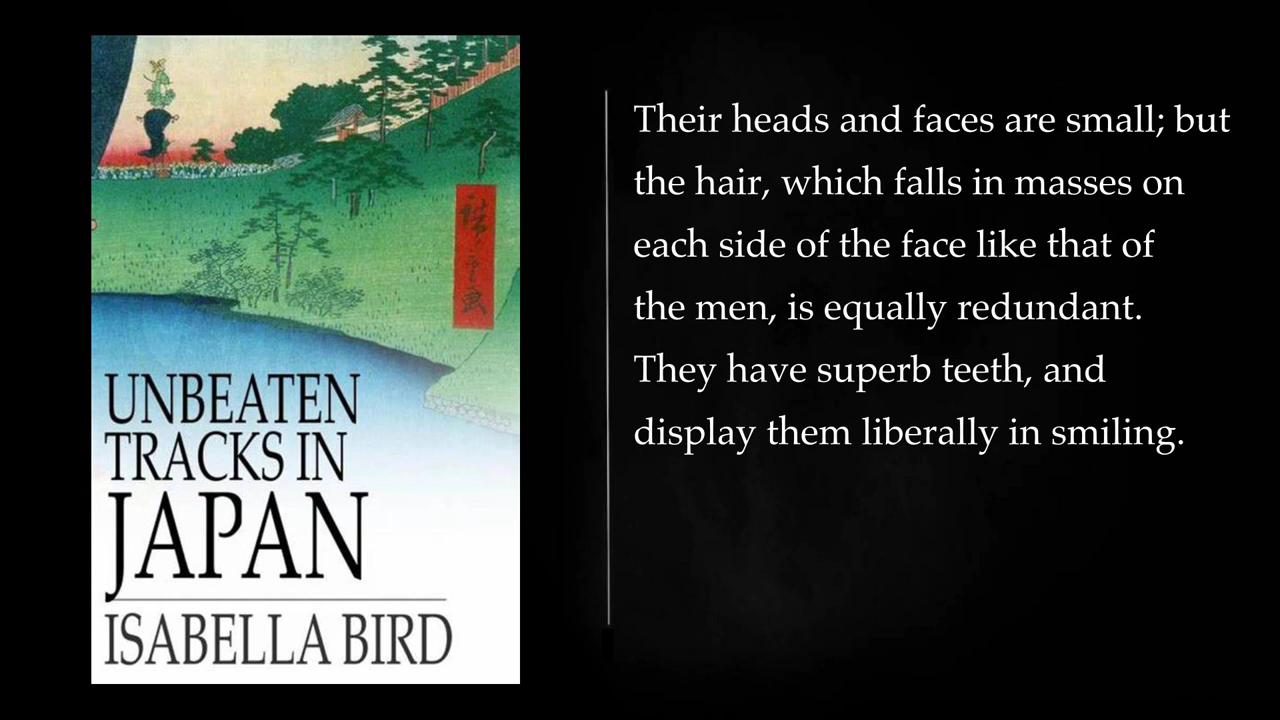 UNBEATEN
TRACKS IN
JAPAN
ISABELLA BIRD
Their heads and faces are small; but
the hair, which falls in masses on
each side of the face like that of
the men, is equally redundant.
They have superb teeth, and
display them liberally in smiling.